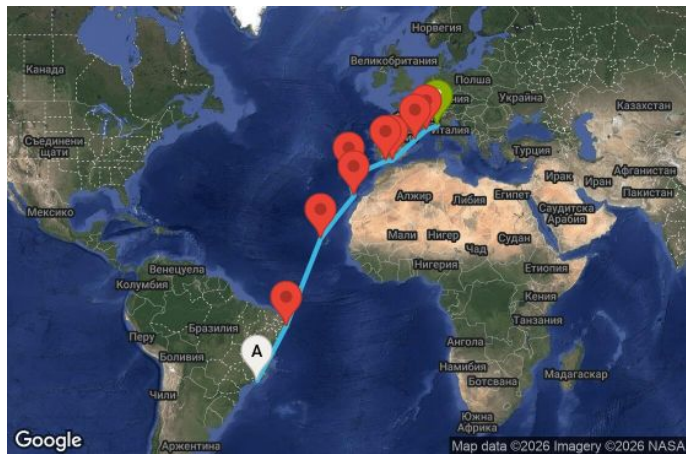 Норвегия
Канада
Великобритания
Полша
ния
Украйна
Казахстан
Италия
Съединени
щати
Турция
Афганистан
Ирак
Иран
Пакистан
Алжир
Либия
Египет
Саудитска
Арабия
Мексико
Мали
Нигер
Чад
Судан
Венецуела
Нигерия
Етиопия
Колумбия
Кения
Бразилия
Танзания
Перу
A
Ангола
Боливия
Намибия
Мадагаскар
Ботсвана
Чили
Южна
Африка
Аржентина
Google
Map data ©2026 Imagery ©2026 NASA